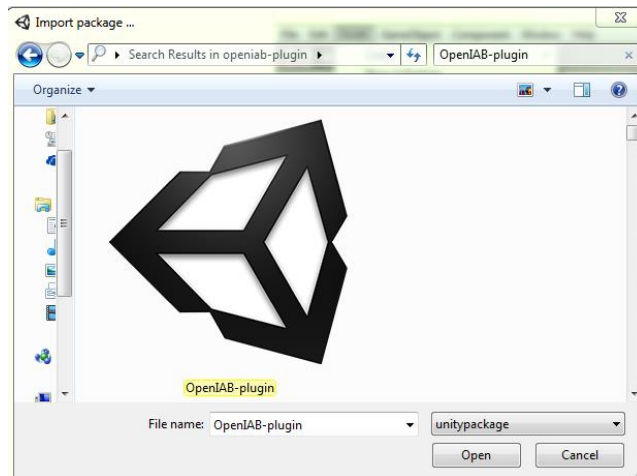 Import package ...
Search Results in openiab-plugin
OpenIAB-plugin
Organize
OpenIAB-plugin
File name: OpenIAB-plugin
unitypackage
Open
Cancel